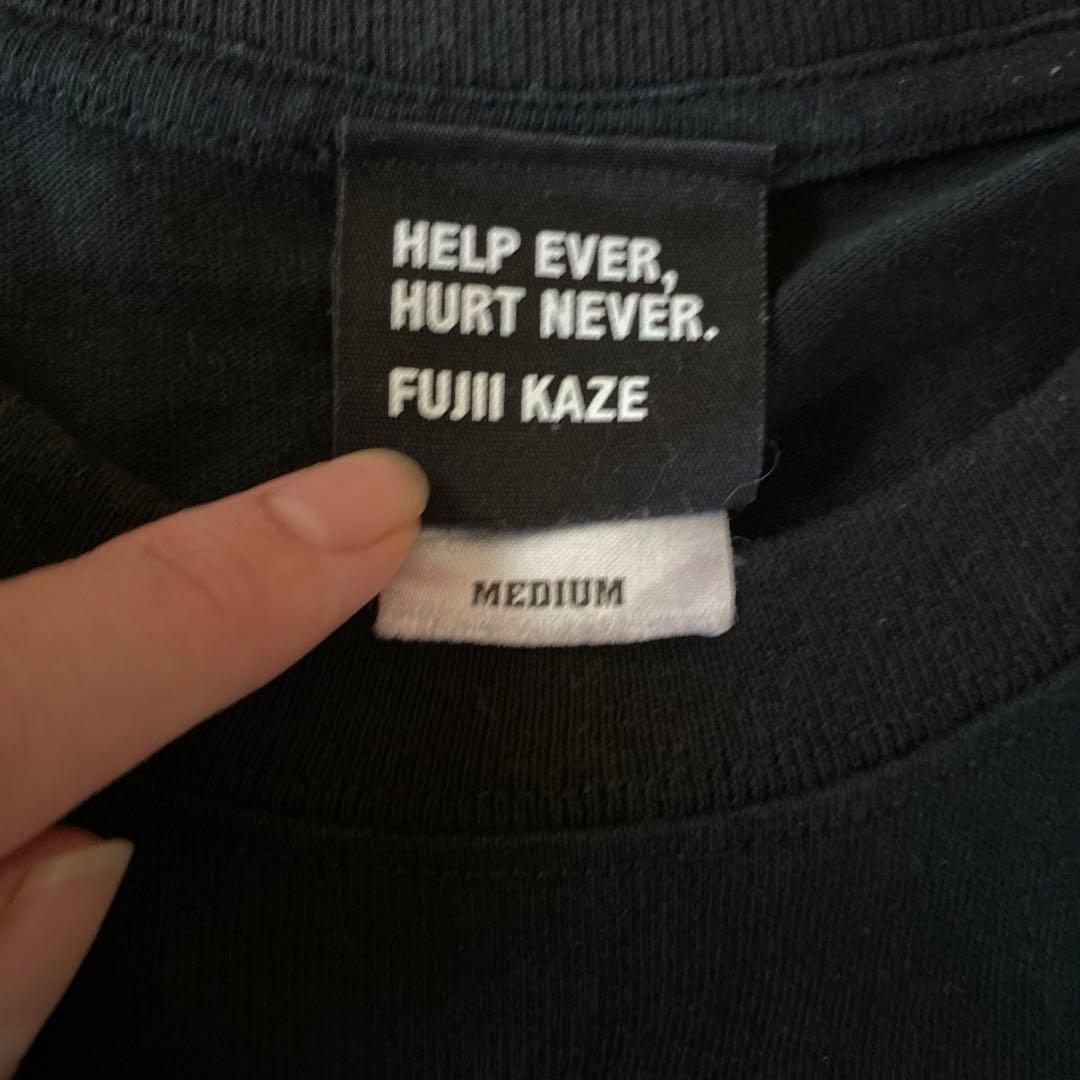 HELP EVER,
HURT NEVER.
FUJII KAZE
MEDIUM